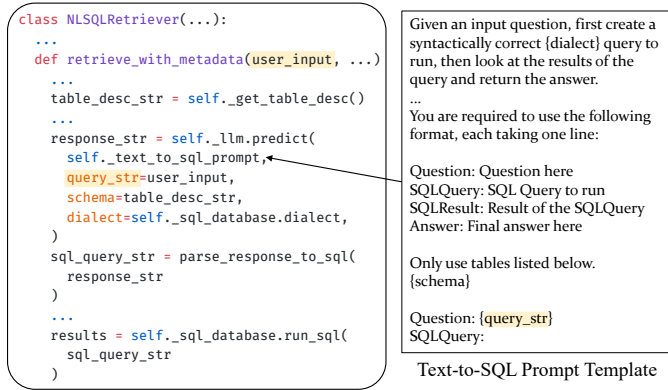 class NLSQLRetriever(...):
...
def retrieve_with_metadata(user_input, ...)
...
table_desc_str = self._get_table_desc()
...
response_str = self._llm.predict(
self._text_to_sql_prompt,
query_str=user_input,
schema=table_desc_str,
dialect=self._sql_database.dialect,
)
sql_query_str = parse_response_to_sql(
response_str
)
...
results = self._sql_database.run_sql(
sql_query_str
)
Given an input question, first create a
syntactically correct {dialect} query to
run, then look at the results of the
query and return the answer.
...
You are required to use the following
format, each taking one line:
Question: Question here
SQLQuery: SQL Query to run
SQLResult: Result of the SQLQuery
Answer: Final answer here
Only use tables listed below.
{schema}
Question: {query_str}
SQLQuery:
Text-to-SQL Prompt Template